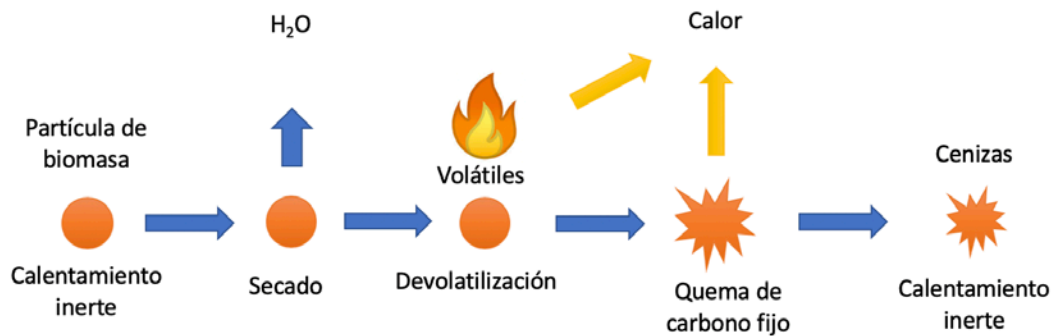 H₂O
Calor
Partícula de
biomasa
Volátiles
Cenizas
Calentamiento
inerte
Secado
Devolatilización
Quema de
carbono fijo
Calentamiento
inerte